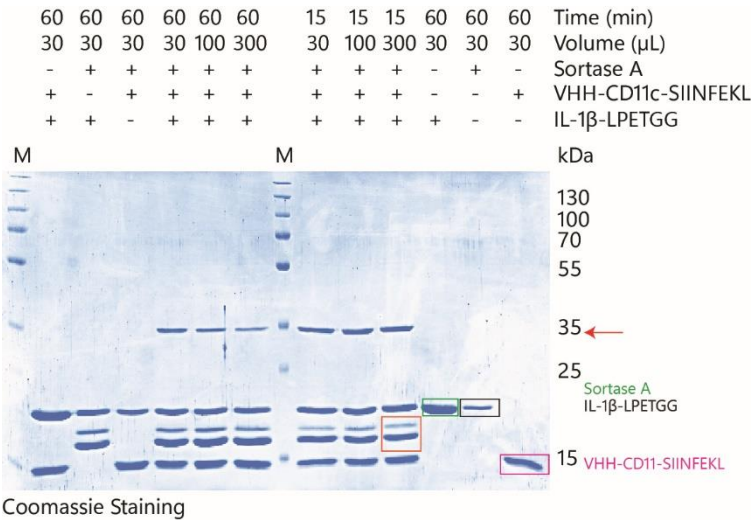 60 60 60 60 60 60 15 15 15 60 60 60 Time (min)
30 30 30 30 100 300 30 100 300 30 30 30 Volume (µL)
- + + + + + + + + - + - Sortase A
+ - + + + + + + + - - + VHH-CD11c-SIINFEKL
+ + - + + + + + + + - - IL-1β-LPETGG
M M kDa
130
100
70
55
35
25
Sortase A
IL-1β-LPETGG
15 VHH-CD11-SIINFEKL
Coomassie Staining